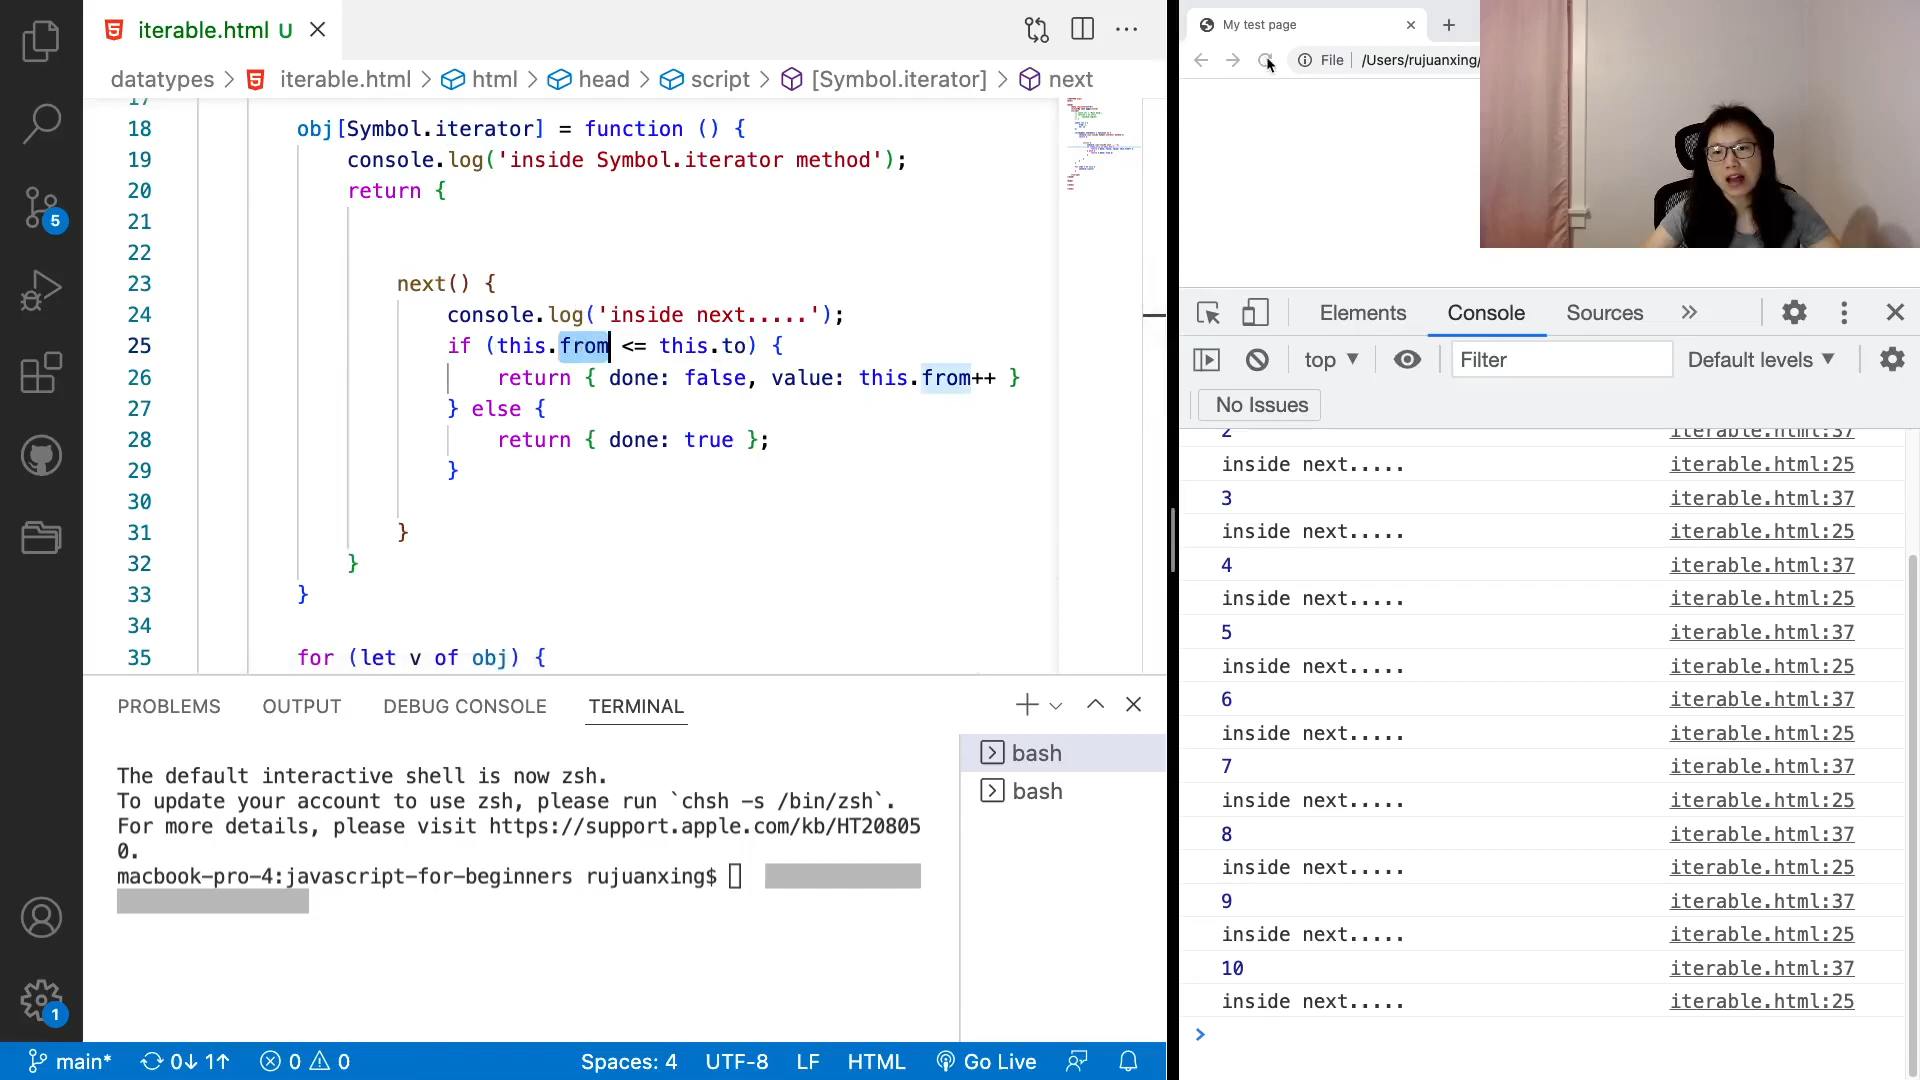 iterable.html U
datatypes > iterable.html > html > head > script > [Symbol.iterator] > next
17
18 obj[Symbol.iterator] = function () {
19 console.log('inside Symbol.iterator method');
20 return {
21
22
23 next() {
24 console.log('inside next.....');
25 if (this.from <= this.to) {
26 return { done: false, value: this.from++ }
27 } else {
28 return { done: true };
29 }
30
31 }
32 }
33 }
34
35 for (let v of obj) {
5
1
PROBLEMS OUTPUT DEBUG CONSOLE TERMINAL
bash
bash
The default interactive shell is now zsh.
To update your account to use zsh, please run `chsh -s /bin/zsh`.
For more details, please visit https://support.apple.com/kb/HT20805
0.
macbook-pro-4:javascript-for-beginners rujuanxing$
main* 0↓ 1↑ 0 0 Spaces: 4 UTF-8 LF HTML Go Live
My test page
File /Users/rujuanxing/
Elements Console Sources
top Filter Default levels
No Issues
2 iterable.html:37
inside next..... iterable.html:25
3 iterable.html:37
inside next..... iterable.html:25
4 iterable.html:37
inside next..... iterable.html:25
5 iterable.html:37
inside next..... iterable.html:25
6 iterable.html:37
inside next..... iterable.html:25
7 iterable.html:37
inside next..... iterable.html:25
8 iterable.html:37
inside next..... iterable.html:25
9 iterable.html:37
inside next..... iterable.html:25
10 iterable.html:37
inside next..... iterable.html:25